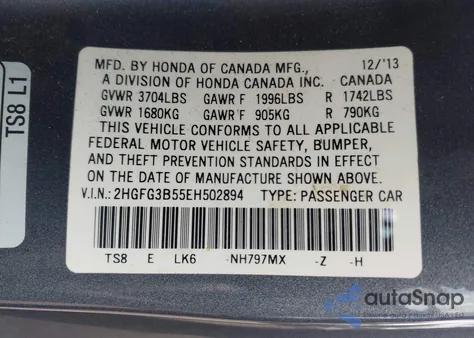 TS8 L1
MFD. BY HONDA OF CANADA MFG., 12/'13
A DIVISION OF HONDA CANADA INC. CANADA
GVWR 3704LBS GAWR F 1996LBS R 1742LBS
GVWR 1680KG GAWR F 905KG R 790KG
THIS VEHICLE CONFORMS TO ALL APPLICABLE
FEDERAL MOTOR VEHICLE SAFETY, BUMPER,
AND THEFT PREVENTION STANDARDS IN EFFECT ON
DATE OF MANUFACTURE SHOWN ABOVE.
V.I.N.: 2HGFG3B55EH502894 TYPE: PASSENGER CAR
TS8 E LK6 -NH797MX -Z -H
autoSnap